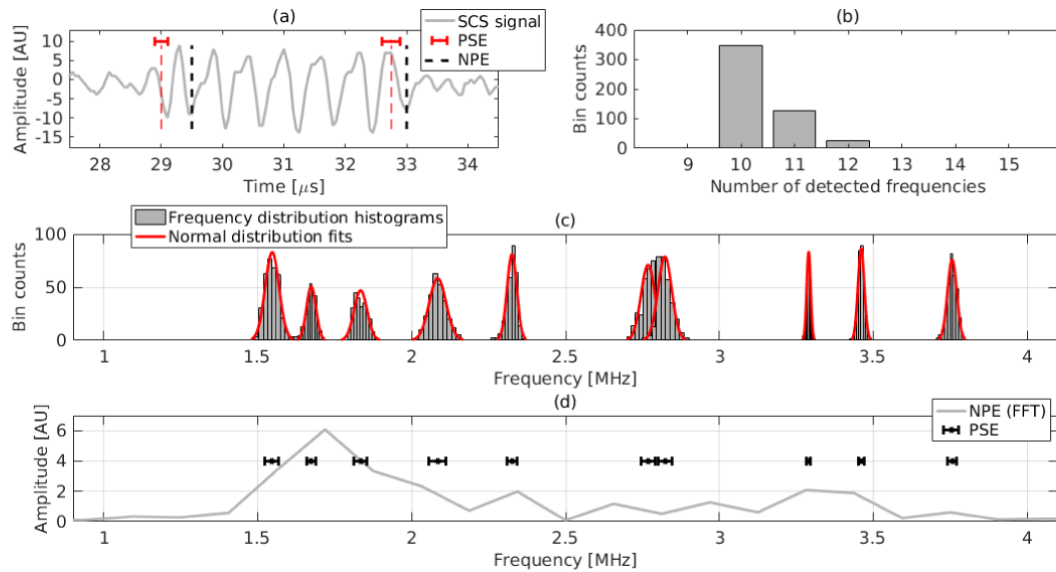 (a)
SCS signal
PSE
NPE
Amplitude [AU]
10
5
0
-5
-10
-15
28 29 30 31 32 33 34
Time [μs]
(b)
Bin counts
400
300
200
100
0
9 10 11 12 13 14 15
Number of detected frequencies
(c)
Frequency distribution histograms
Normal distribution fits
Bin counts
100
50
0
1 1.5 2 2.5 3 3.5 4
Frequency [MHz]
(d)
NPE (FFT)
PSE
Amplitude [AU]
6
4
2
0
1 1.5 2 2.5 3 3.5 4
Frequency [MHz]